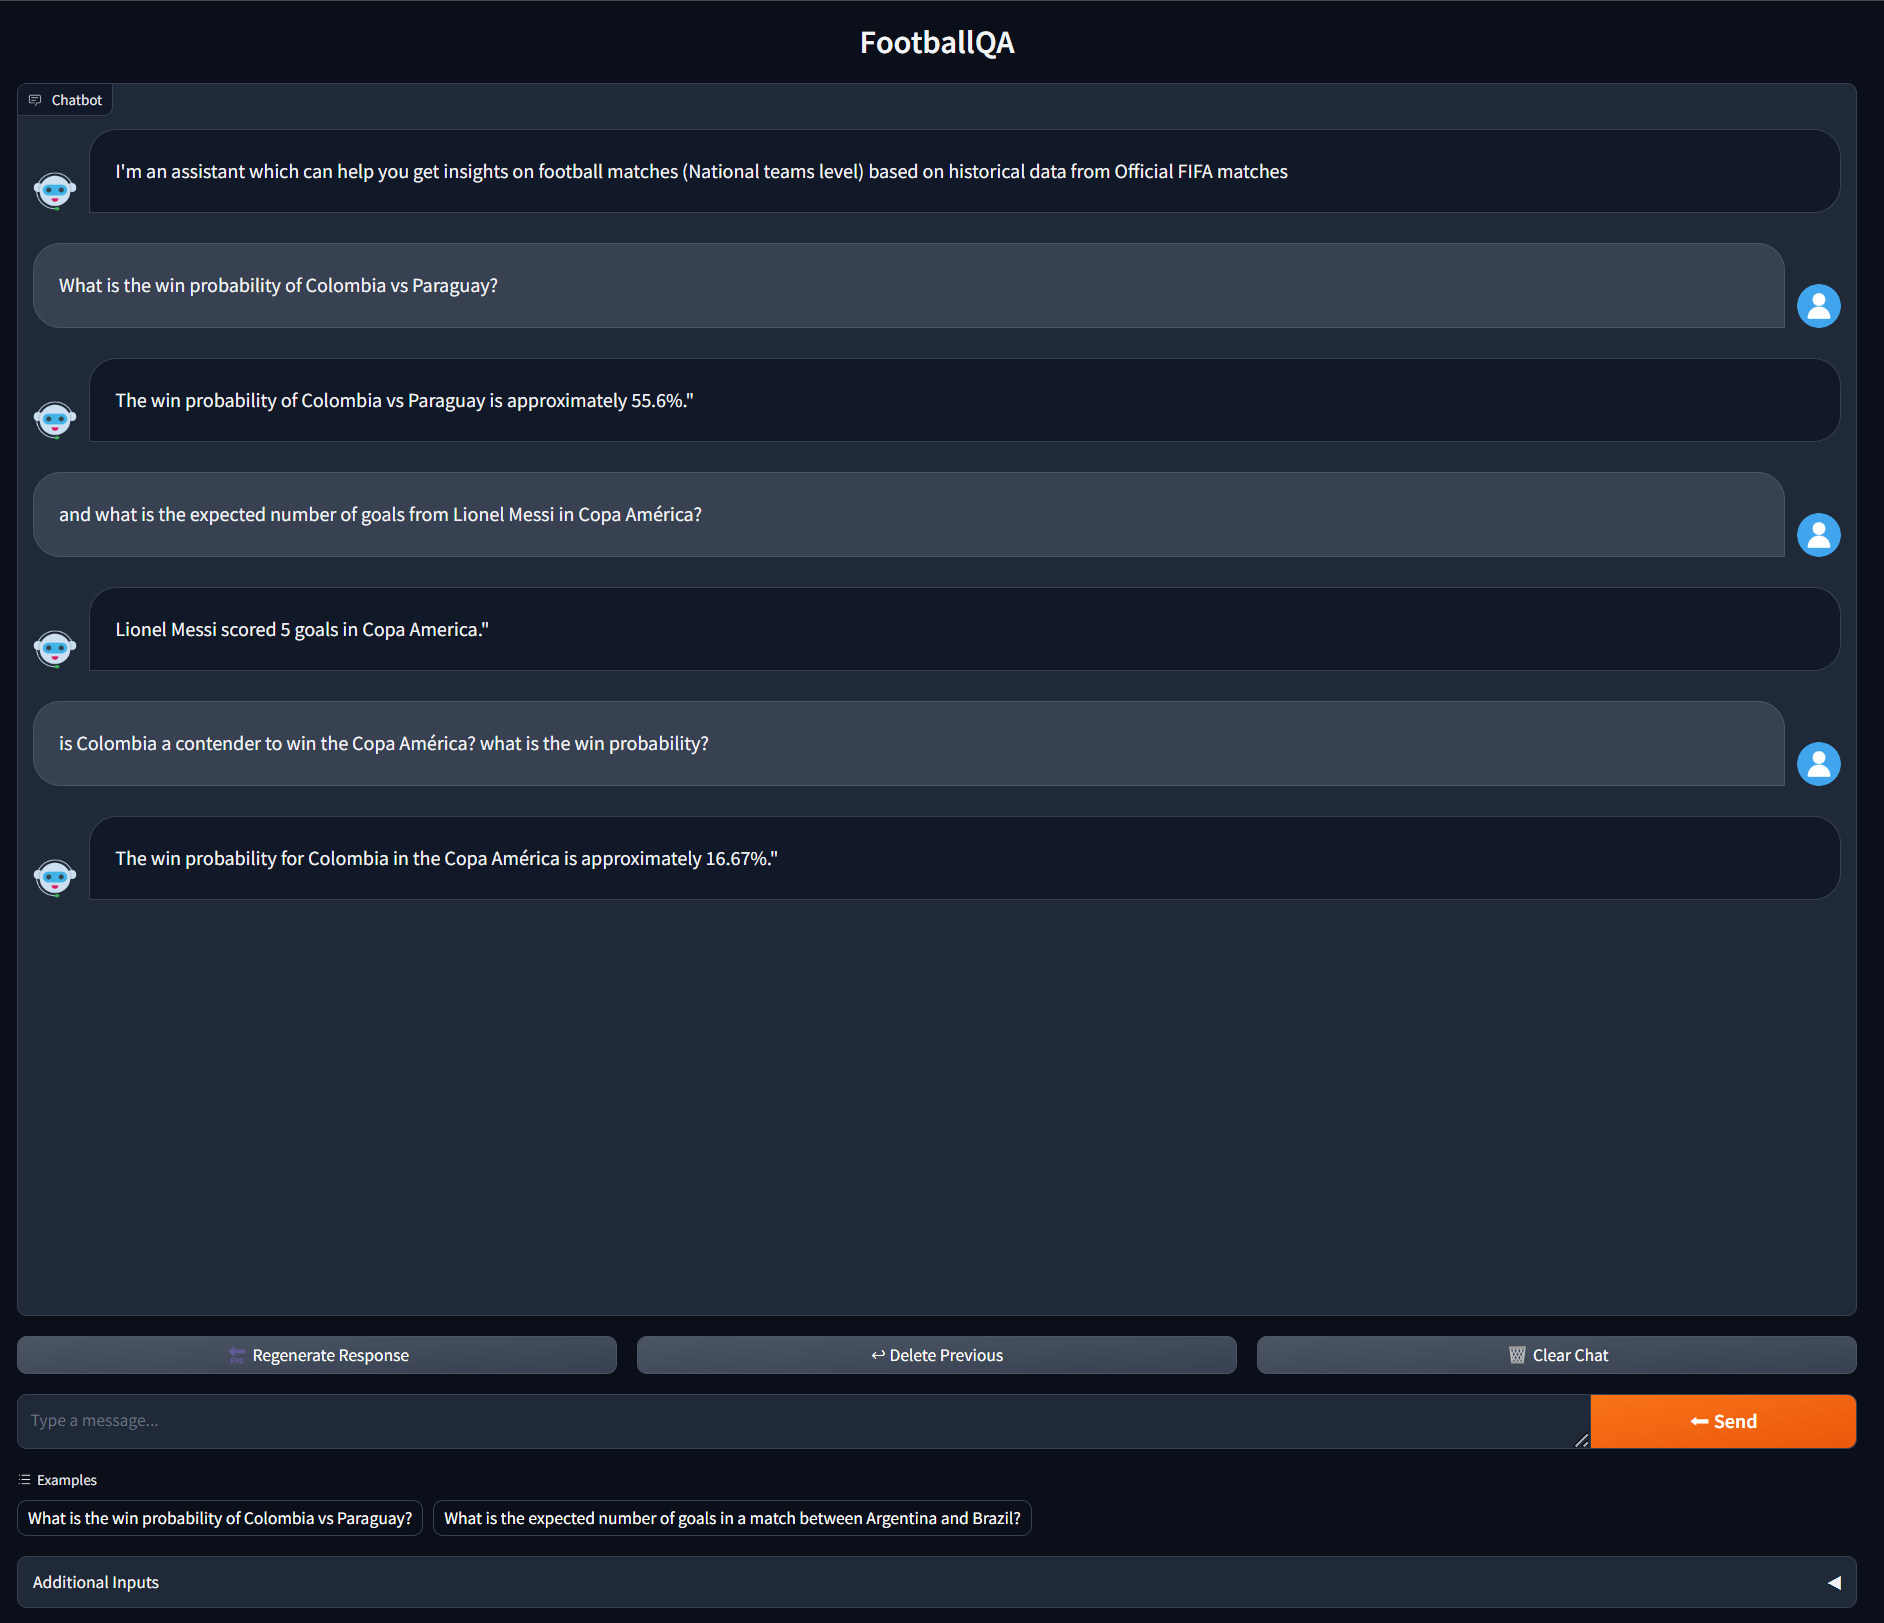 FootballQA
Chatbot
I'm an assistant which can help you get insights on football matches (National teams level) based on historical data from Official FIFA matches
What is the win probability of Colombia vs Paraguay?
The win probability of Colombia vs Paraguay is approximately 55.6%."
and what is the expected number of goals from Lionel Messi in Copa América?
Lionel Messi scored 5 goals in Copa America."
is Colombia a contender to win the Copa América? what is the win probability?
The win probability for Colombia in the Copa América is approximately 16.67%."
END Regenerate Response
Delete Previous
Clear Chat
Type a message...
Send
Examples
What is the win probability of Colombia vs Paraguay?
What is the expected number of goals in a match between Argentina and Brazil?
Additional Inputs